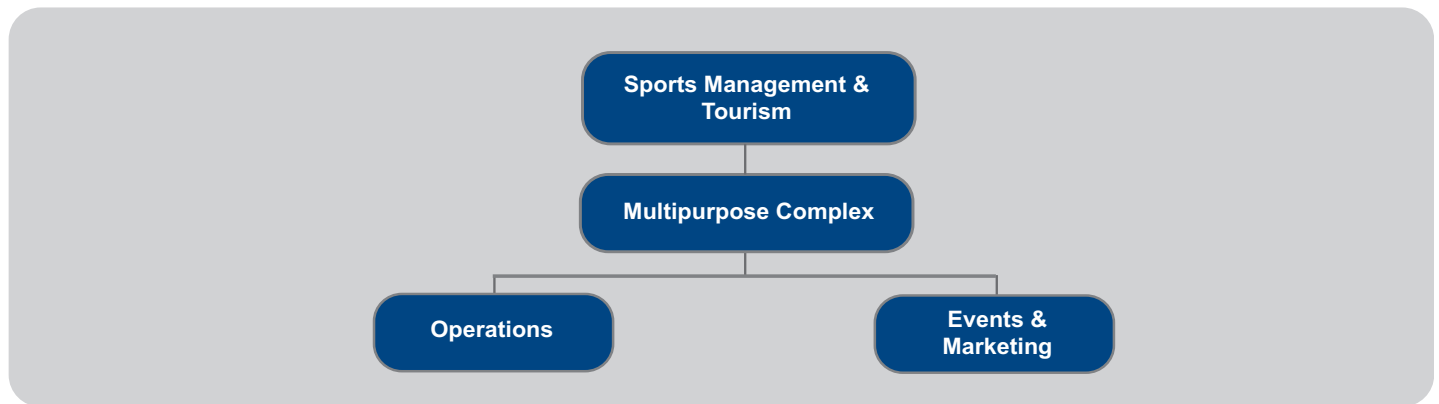 Sports Management &
Tourism
Multipurpose Complex
Operations
Events &
Marketing